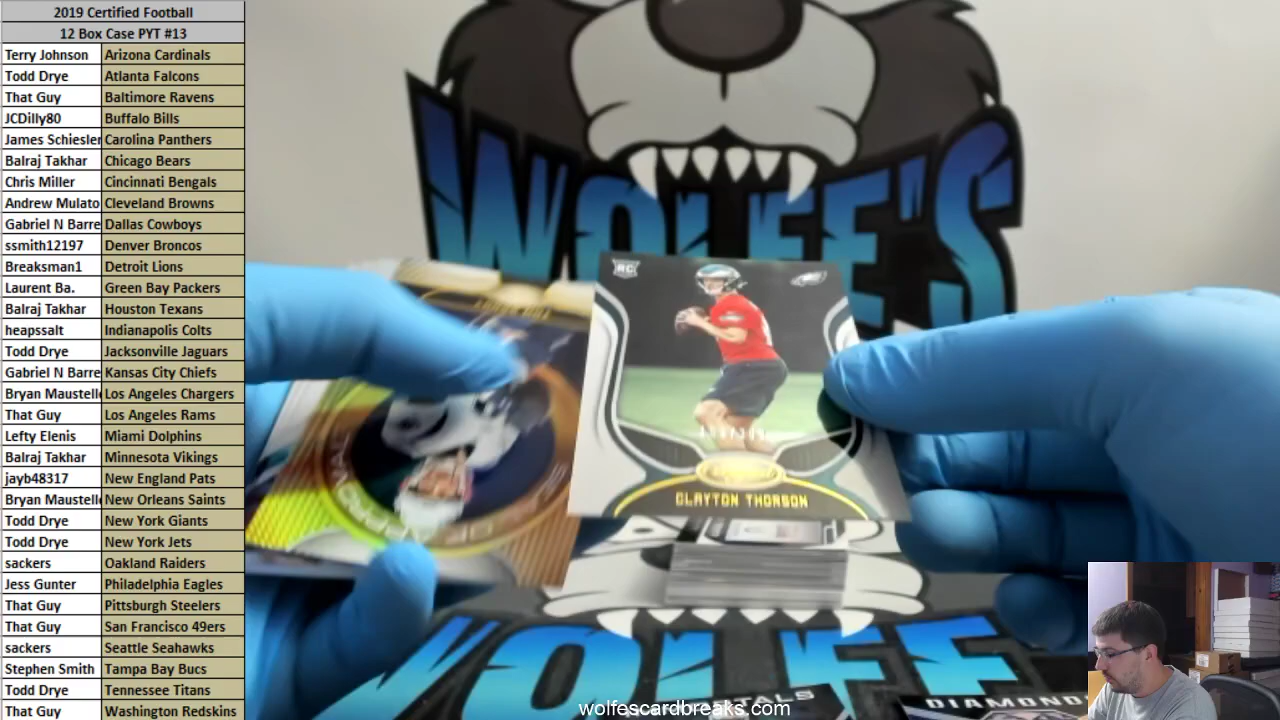 2019 Certified Football
12 Box Case PYT #13
Terry Johnson Arizona Cardinals
Todd Drye Atlanta Falcons
That Guy Baltimore Ravens
JCDilly80 Buffalo Bills
James Schiesler Carolina Panthers
Balraj Takhar Chicago Bears
Chris Miller Cincinnati Bengals
Andrew Mulato Cleveland Browns
Gabriel N Barre Dallas Cowboys
ssmith12197 Denver Broncos
Breaksman1 Detroit Lions
Laurent Ba. Green Bay Packers
Balraj Takhar Houston Texans
heapssalt Indianapolis Colts
Todd Drye Jacksonville Jaguars
Gabriel N Barre Kansas City Chiefs
Bryan Maustelle Los Angeles Chargers
That Guy Los Angeles Rams
Lefty Elenis Miami Dolphins
Balraj Takhar Minnesota Vikings
jayb48317 New England Pats
Bryan Maustelle New Orleans Saints
Todd Drye New York Giants
Todd Drye New York Jets
sackers Oakland Raiders
Jess Gunter Philadelphia Eagles
That Guy Pittsburgh Steelers
That Guy San Francisco 49ers
sackers Seattle Seahawks
Stephen Smith Tampa Bay Bucs
Todd Drye Tennessee Titans
That Guy Washington Redskins
WOLFE'S
RC
CLAYTON THORSON
WOLFE
DIAMOND
wolfescardbreaks.com